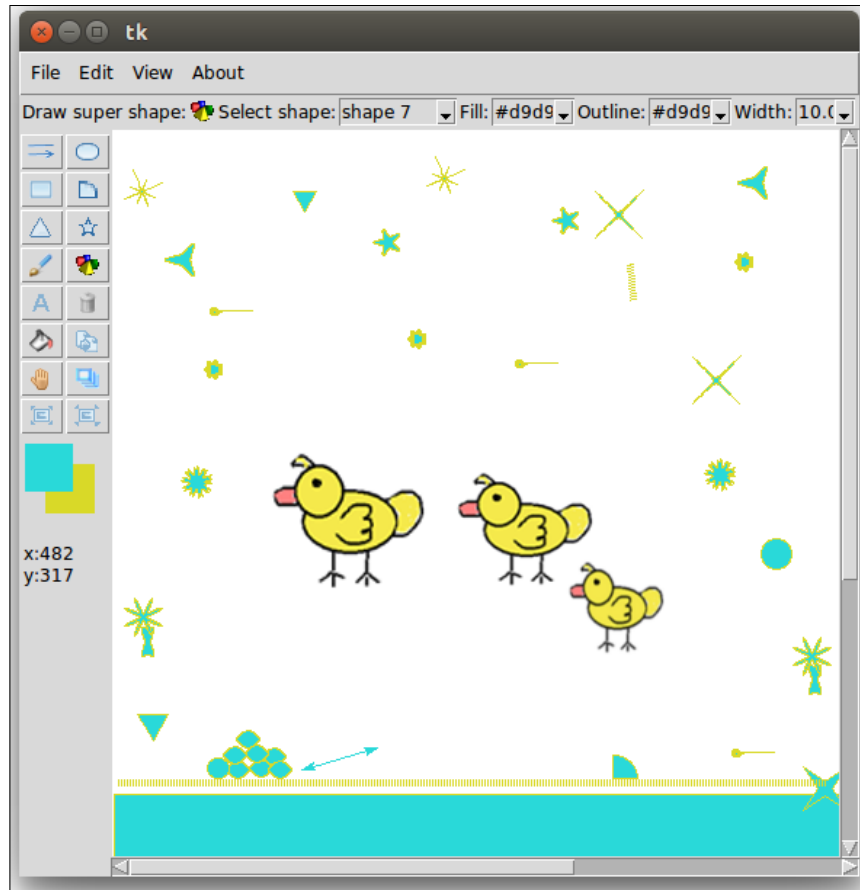 tk
File Edit View About
Draw super shape: Select shape: shape 7 Fill: #d9d9 Outline: #d9d9 Width: 10.0
A
x:482
y:317